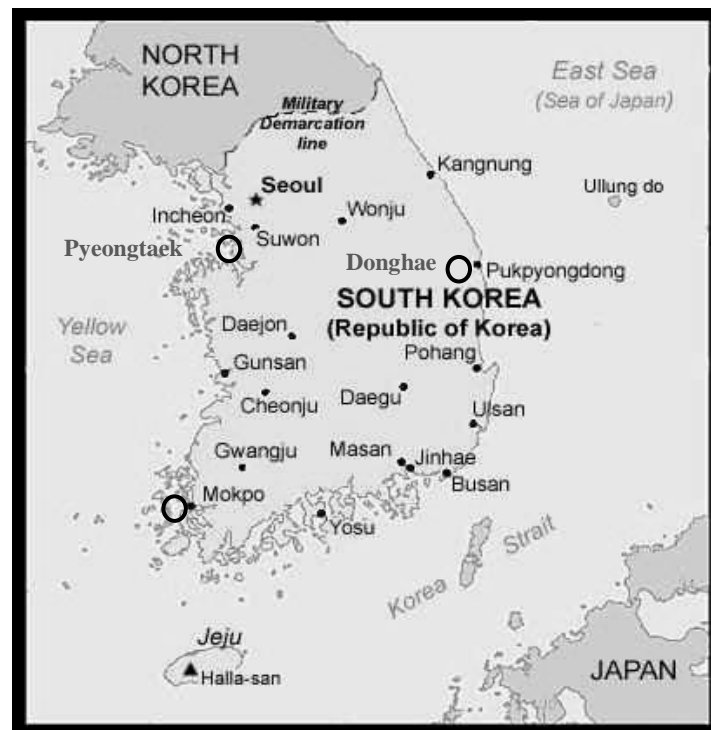 NORTH
KOREA
East Sea
(Sea of Japan)
Military
Demarcation
line
Kangnung
Seoul
Ullung do
Incheon
Wonju
Suwon
Pyeongtaek
Donghae
Pukpyongdong
SOUTH KOREA
(Republic of Korea)
Yellow
Sea
Daejon
Pohang
Gunsan
Daegu
Cheonju
Ulsan
Gwangju
Masan
Jinhae
Busan
Mokpo
Yosu
Korea Strait
Jeju
Halla-san
JAPAN